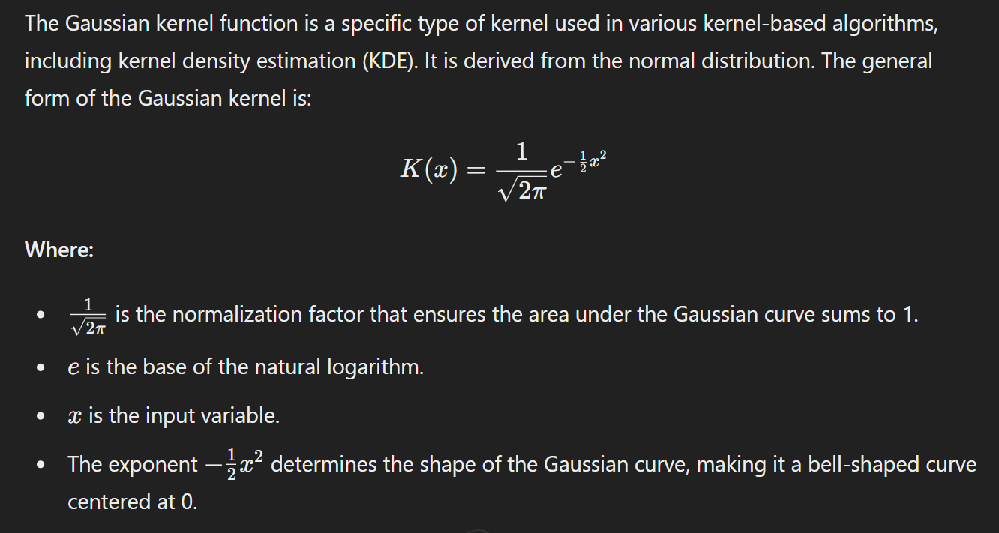 The Gaussian kernel function is a specific type of kernel used in various kernel-based algorithms,
including kernel density estimation (KDE). It is derived from the normal distribution. The general
form of the Gaussian kernel is:
K(x) = \frac{1}{\sqrt{2\pi}} e^{-\frac{1}{2}x^2}
Where:
• \frac{1}{\sqrt{2\pi}} is the normalization factor that ensures the area under the Gaussian curve sums to 1.
• e is the base of the natural logarithm.
• x is the input variable.
• The exponent -\frac{1}{2}x^2 determines the shape of the Gaussian curve, making it a bell-shaped curve
centered at 0.